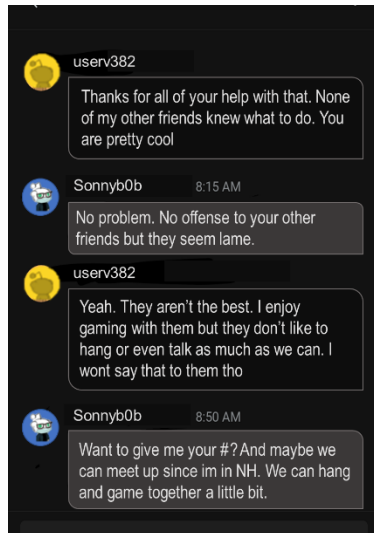 userv382
Thanks for all of your help with that. None
of my other friends knew what to do. You
are pretty cool
Sonnyb0b 8:15 AM
No problem. No offense to your other
friends but they seem lame.
userv382
Yeah. They aren't the best. I enjoy
gaming with them but they don't like to
hang or even talk as much as we can. I
wont say that to them tho
Sonnyb0b 8:50 AM
Want to give me your #? And maybe we
can meet up since im in NH. We can hang
and game together a little bit.